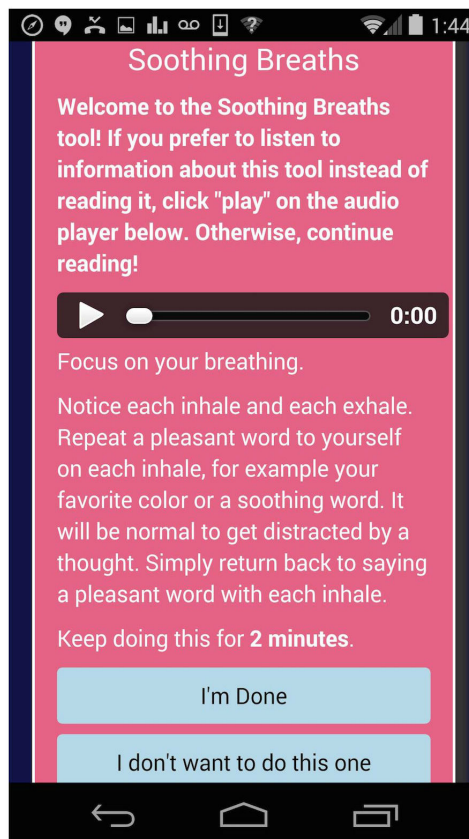 1:44
Soothing Breaths
Welcome to the Soothing Breaths
tool! If you prefer to listen to
information about this tool instead of
reading it, click "play" on the audio
player below. Otherwise, continue
reading!
0:00
Focus on your breathing.
Notice each inhale and each exhale.
Repeat a pleasant word to yourself
on each inhale, for example your
favorite color or a soothing word. It
will be normal to get distracted by a
thought. Simply return back to saying
a pleasant word with each inhale.
Keep doing this for 2 minutes.
I'm Done
I don't want to do this one